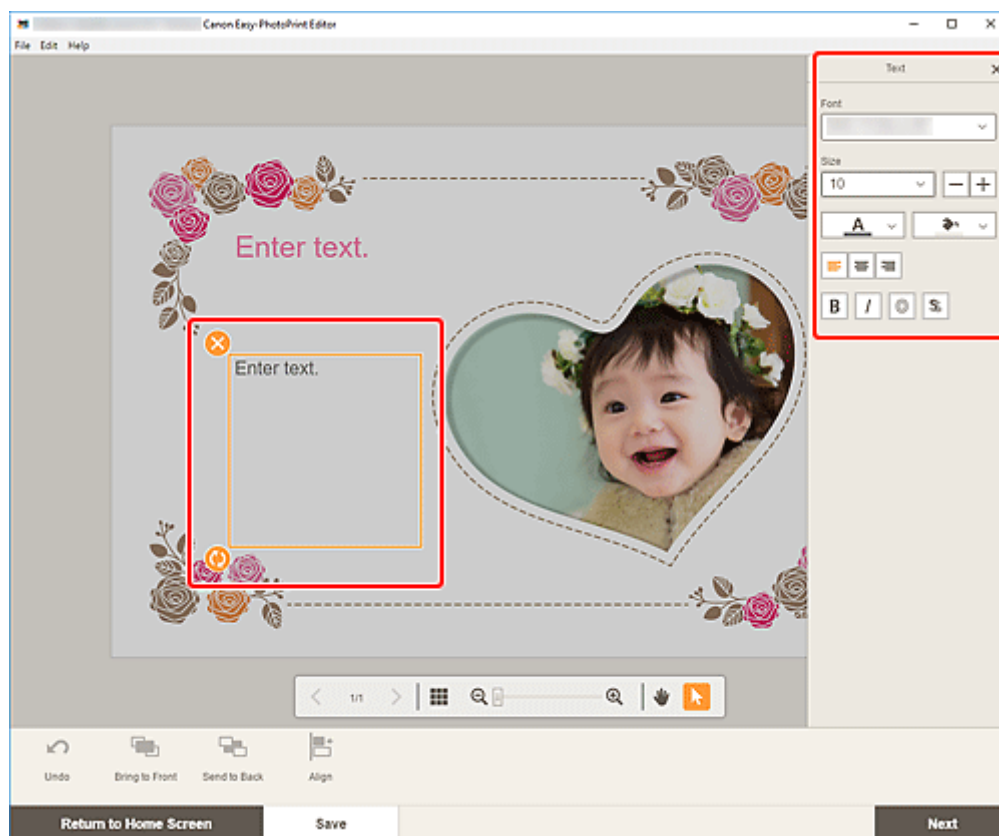 Canon Easy-PhotoPrint Editor
File Edit Help
Text
Font
Size
10
A
Enter text.
B I S
Enter text.
1/1
Undo Bring to Front Send to Back Align
Return to Home Screen Save Next